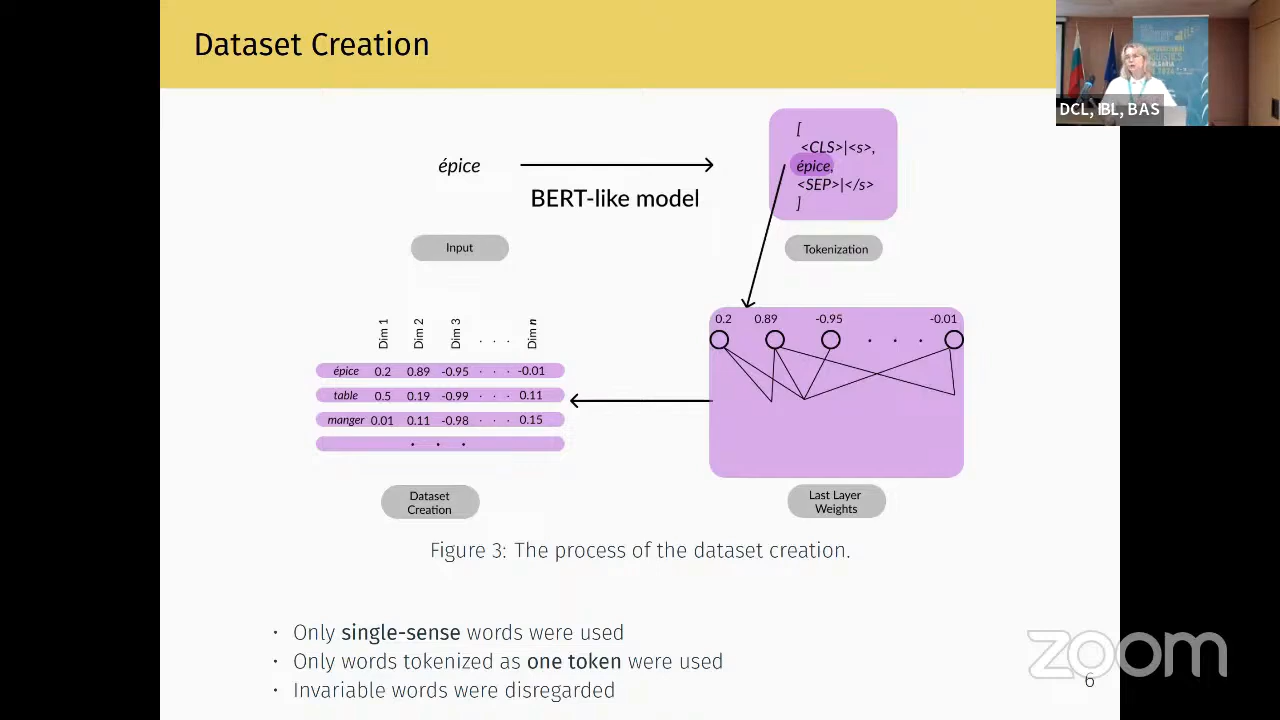 Dataset Creation
DCL, IBL, BAS
épice
BERT-like model
[
<CLS>|<s>,
épice,
<SEP>|</s>
]
Input
Tokenization
Dim 1 Dim 2 Dim 3 . . . Dim n
épice 0.2 0.89 -0.95 . . . -0.01
table 0.5 0.19 -0.99 . . . 0.11
manger 0.01 0.11 -0.98 . . . 0.15
. . .
0.2 0.89 -0.95 -0.01
. . .
Dataset
Creation
Last Layer
Weights
Figure 3: The process of the dataset creation.
· Only single-sense words were used
· Only words tokenized as one token were used
· Invariable words were disregarded
zoom
6